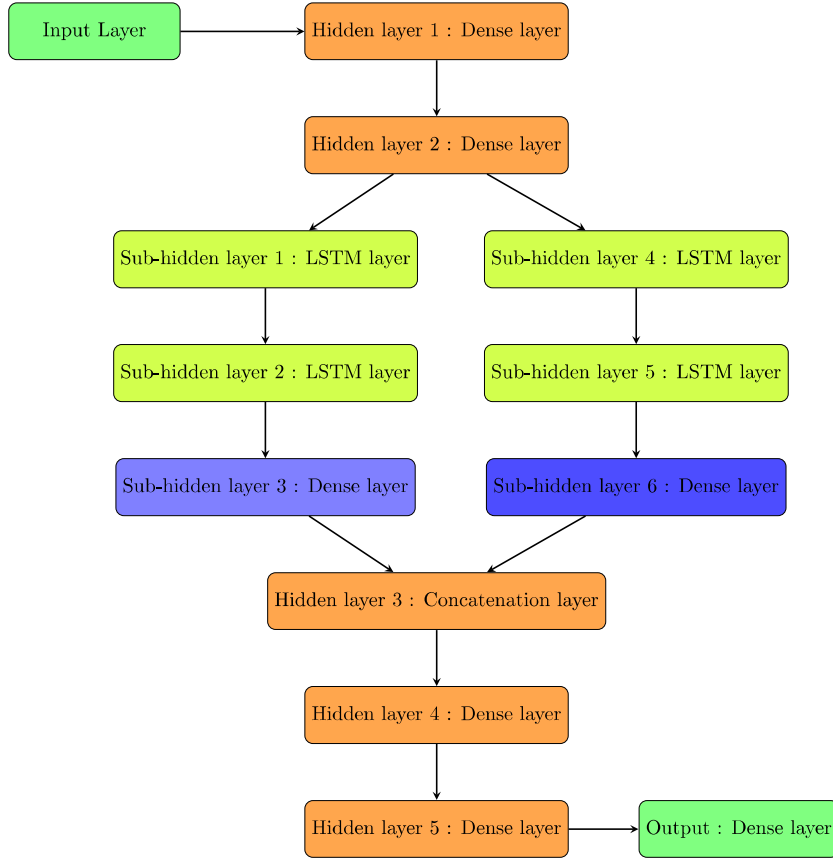 Input Layer
Hidden layer 1 : Dense layer
Hidden layer 2 : Dense layer
Sub-hidden layer 1 : LSTM layer
Sub-hidden layer 4 : LSTM layer
Sub-hidden layer 2 : LSTM layer
Sub-hidden layer 5 : LSTM layer
Sub-hidden layer 3 : Dense layer
Sub-hidden layer 6 : Dense layer
Hidden layer 3 : Concatenation layer
Hidden layer 4 : Dense layer
Hidden layer 5 : Dense layer
Output : Dense layer